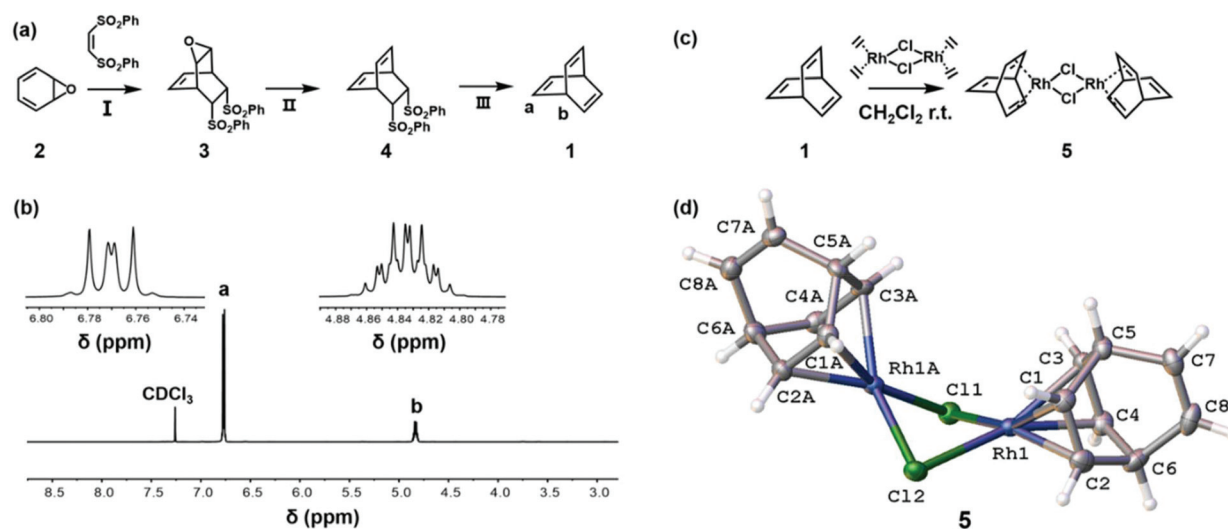 (a)
SO₂Ph
SO₂Ph
O
I
2
O
SO₂Ph
SO₂Ph
3
II
SO₂Ph
SO₂Ph
4
III
a b
1
(b)
6.80 6.78 6.76 6.74
δ (ppm)
4.88 4.86 4.84 4.82 4.80 4.78
δ (ppm)
a
CDCl₃
b
8.5 8.0 7.5 7.0 6.5 6.0 5.5 5.0 4.5 4.0 3.5 3.0
δ (ppm)
(c)
1
Cl
Rh Rh
Cl
CH₂Cl₂ r.t.
Cl
Rh Rh
Cl
5
(d)
C7A
C5A
C8A
C4A
C3A
C6A
C1A
C2A
Rh1A
Cl1
Cl2
Rh1
C5
C3
C7
C1
C4
C8
C6
C2
5